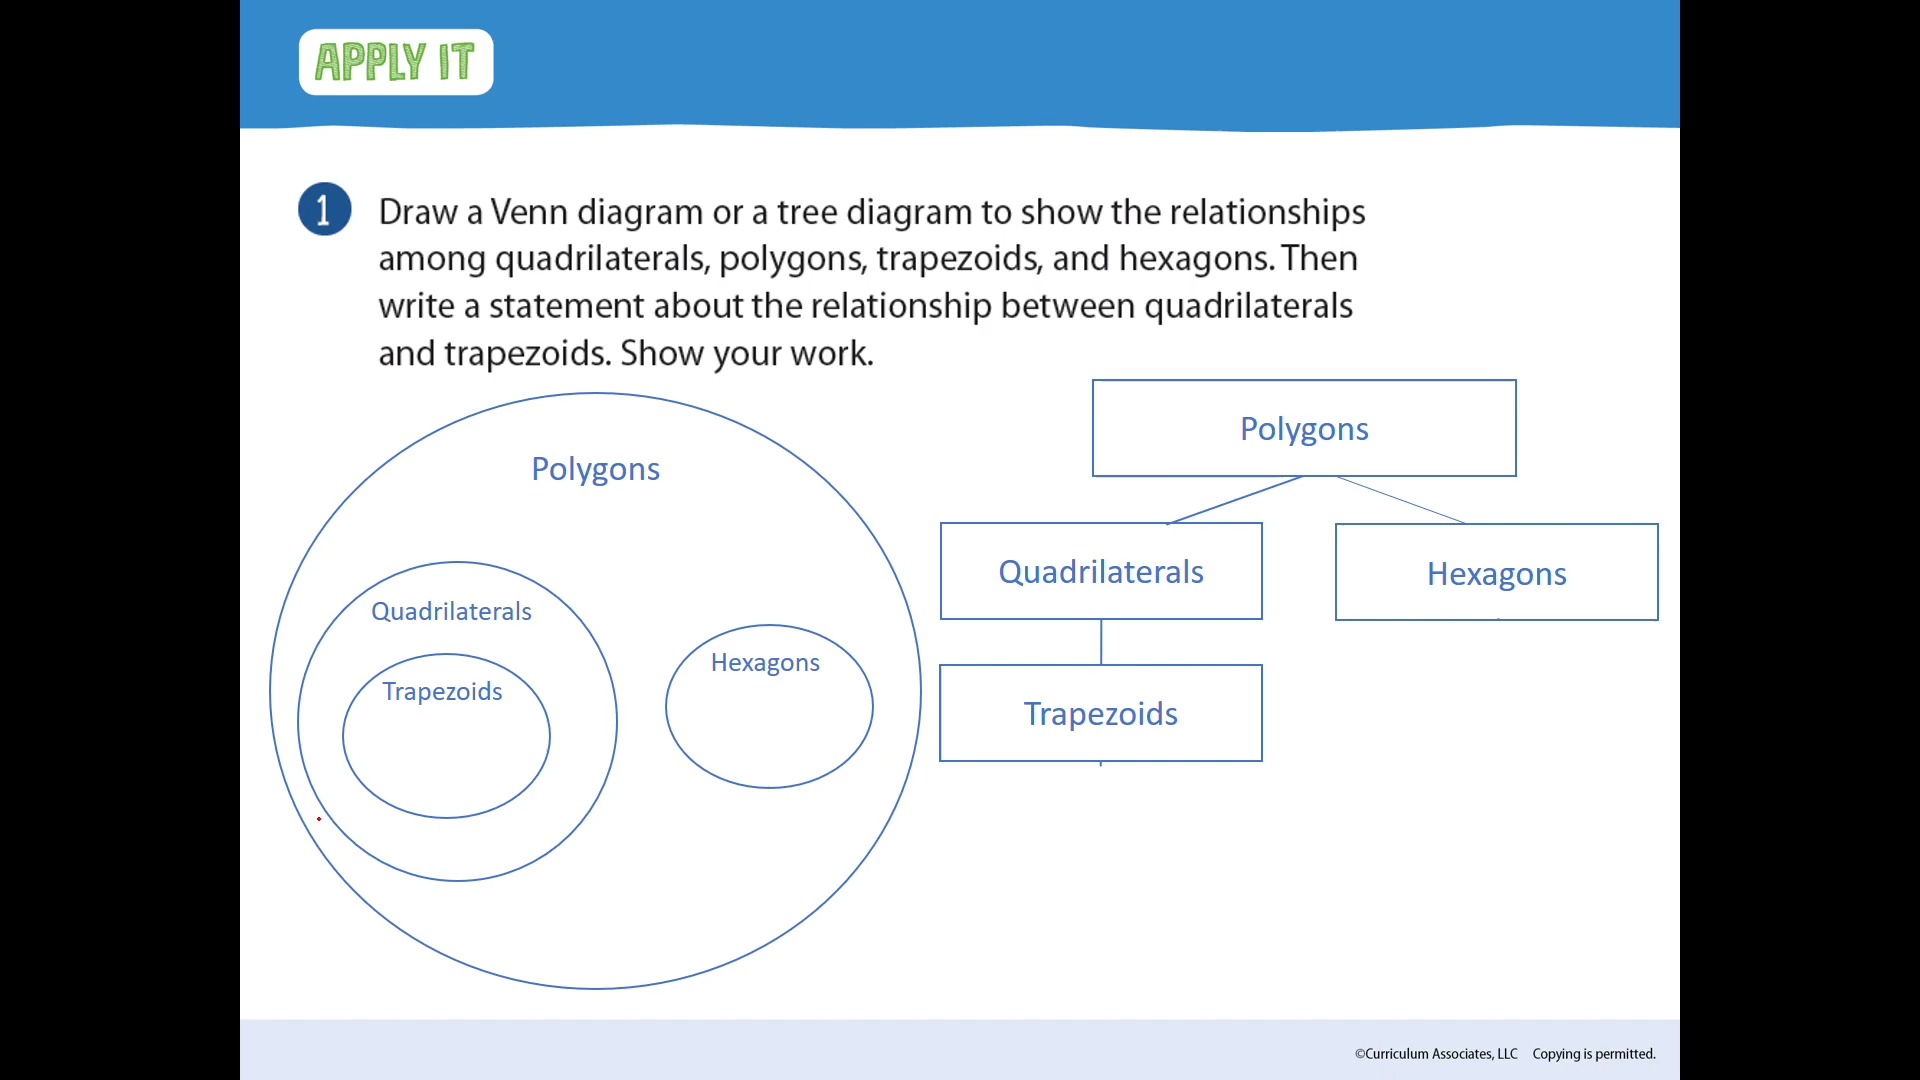 APPLY IT
1
Draw a Venn diagram or a tree diagram to show the relationships
among quadrilaterals, polygons, trapezoids, and hexagons. Then
write a statement about the relationship between quadrilaterals
and trapezoids. Show your work.
Polygons
Quadrilaterals
Trapezoids
Hexagons
Polygons
Quadrilaterals
Hexagons
Trapezoids
©Curriculum Associates, LLC Copying is permitted.